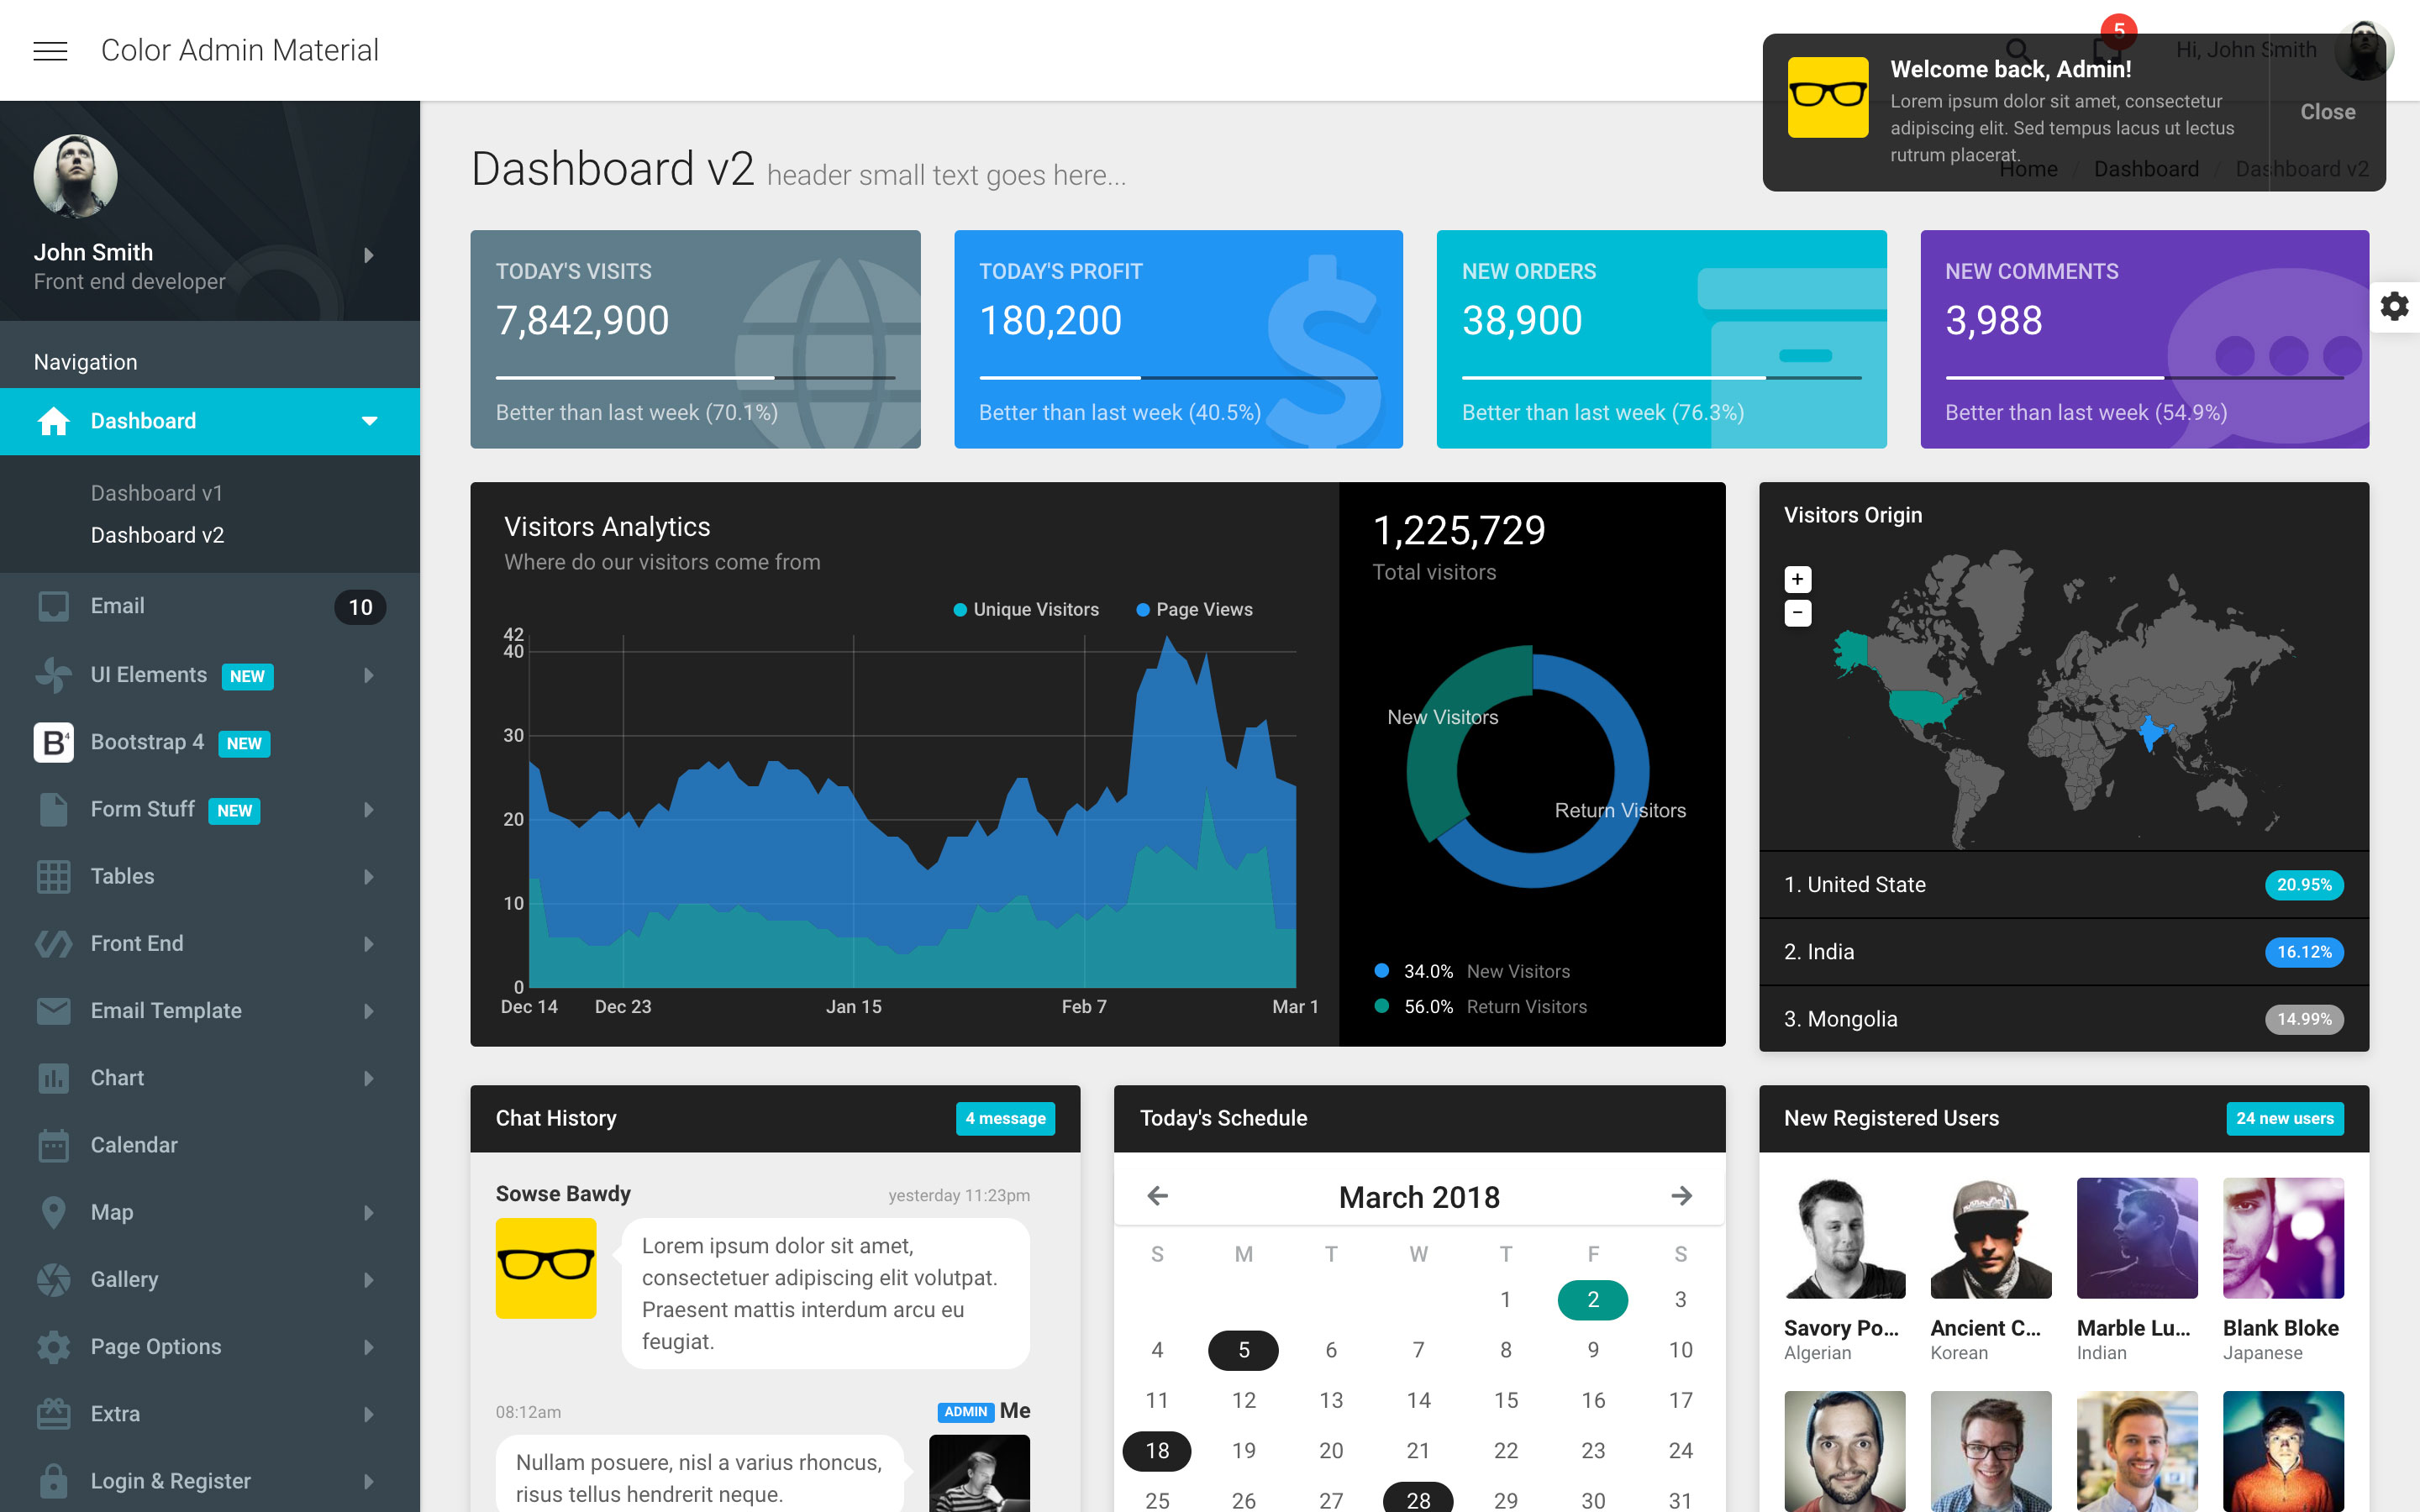 Color Admin Material
5
Hi, John Smith
Welcome back, Admin!
Lorem ipsum dolor sit amet, consectetur
adipiscing elit. Sed tempus lacus ut lectus
rutrum placerat.
Close
John Smith
Front end developer
Navigation
Dashboard
Dashboard v1
Dashboard v2
Email 10
UI Elements NEW
B4 Bootstrap 4 NEW
Form Stuff NEW
Tables
Front End
Email Template
Chart
Calendar
Map
Gallery
Page Options
Extra
Login & Register
Dashboard v2 header small text goes here...
Home / Dashboard / Dashboard v2
TODAY'S VISITS
7,842,900
Better than last week (70.1%)
TODAY'S PROFIT
180,200
Better than last week (40.5%)
NEW ORDERS
38,900
Better than last week (76.3%)
NEW COMMENTS
3,988
Better than last week (54.9%)
Visitors Analytics
Where do our visitors come from
Unique Visitors Page Views
42
40
30
20
10
0
Dec 14 Dec 23 Jan 15 Feb 7 Mar 1
1,225,729
Total visitors
New Visitors
Return Visitors
34.0% New Visitors
56.0% Return Visitors
Visitors Origin
+
−
1. United State 20.95%
2. India 16.12%
3. Mongolia 14.99%
Chat History 4 message
Sowse Bawdy yesterday 11:23pm
Lorem ipsum dolor sit amet,
consectetuer adipiscing elit volutpat.
Praesent mattis interdum arcu eu
feugiat.
08:12am ADMIN Me
Nullam posuere, nisl a varius rhoncus,
risus tellus hendrerit neque.
Today's Schedule
March 2018
S M T W T F S
1 2 3
4 5 6 7 8 9 10
11 12 13 14 15 16 17
18 19 20 21 22 23 24
25 26 27 28 29 30 31
New Registered Users 24 new users
Savory Po... Ancient C... Marble Lu... Blank Bloke
Algerian Korean Indian Japanese